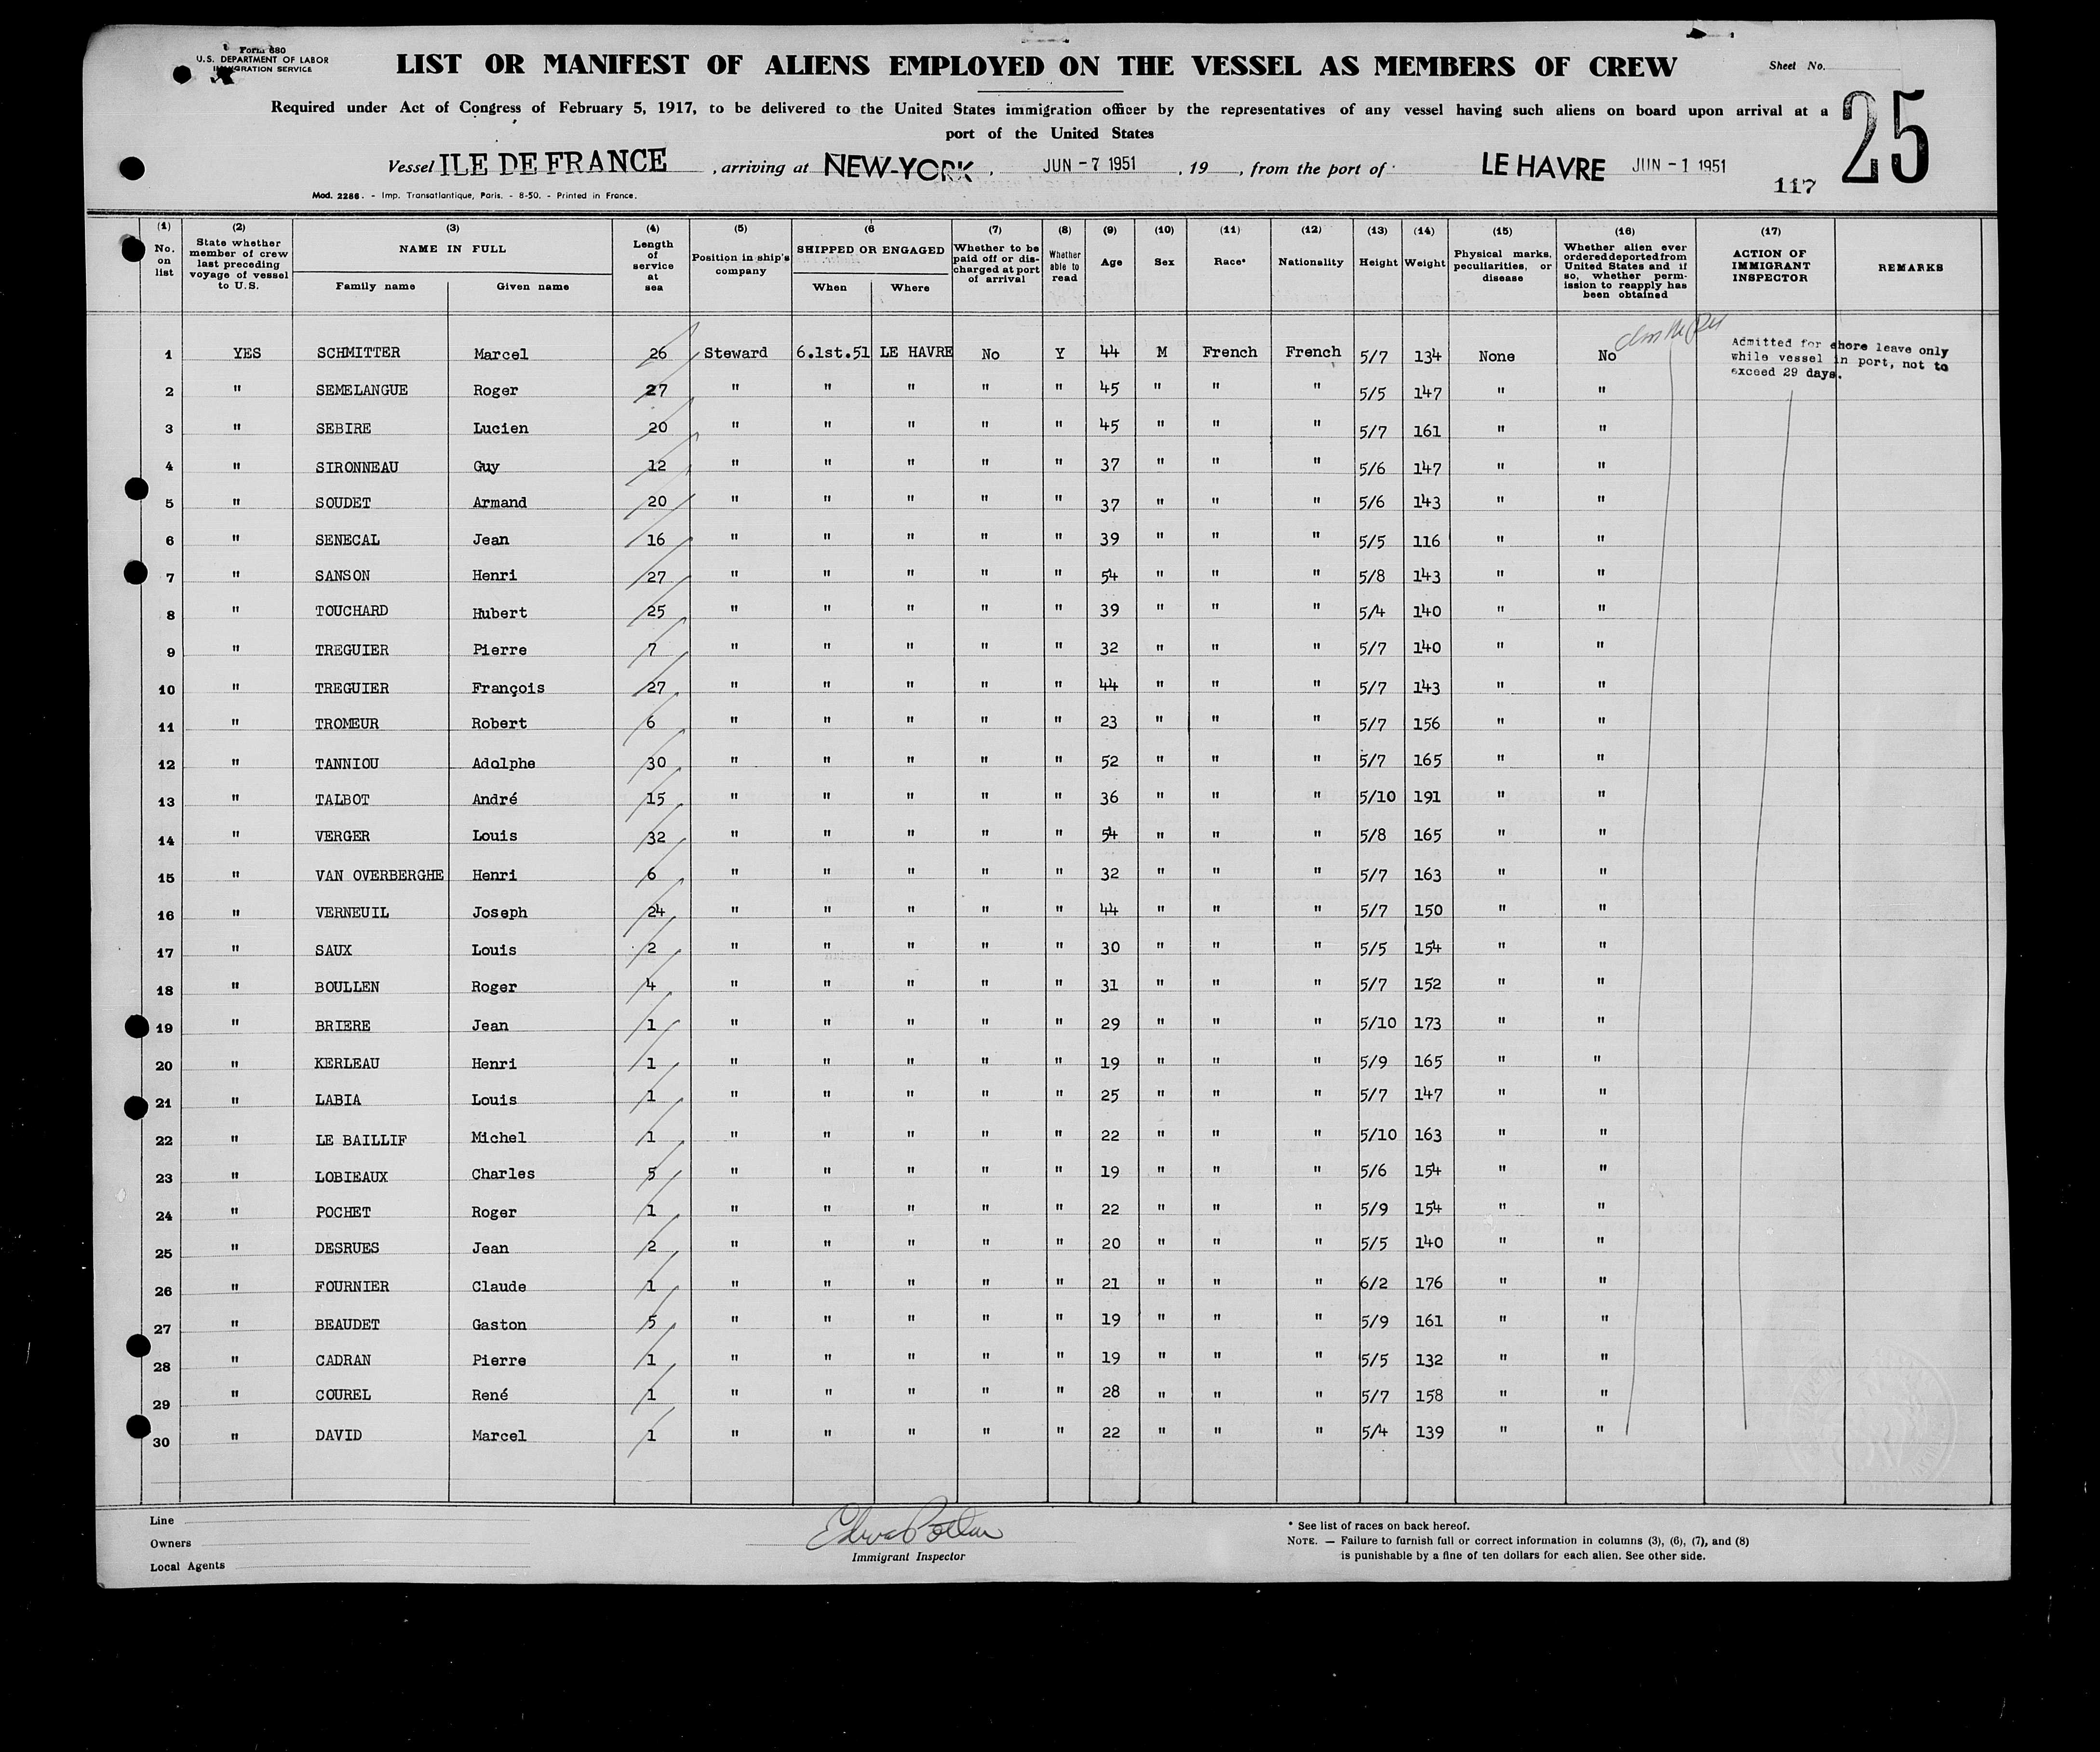 Form 680
U.S. DEPARTMENT OF LABOR
IMMIGRATION SERVICE
LIST OR MANIFEST OF ALIENS EMPLOYED ON THE VESSEL AS MEMBERS OF CREW
Sheet No.
Required under Act of Congress of February 5, 1917, to be delivered to the United States immigration officer by the representatives of any vessel having such aliens on board upon arrival at a
port of the United States
25
Vessel ILE DE FRANCE, arriving at NEW-YORK, JUN - 7 1951, 19 , from the port of LE HAVRE JUN - 1 1951
117
Mod. 2286. - Imp. Transatlantique, Paris. - 8-50. - Printed in France.
(1) No. on list
(2) State whether member of crew last preceding voyage of vessel to U.S.
(3) NAME IN FULL Family name Given name
(4) Length of service at sea
(5) Position in ship's company
(6 SHIPPED OR ENGAGED When Where
(7) Whether to be paid off or discharged at port of arrival
(8) Whether able to read
(9) Age
(10) Sex
(11) Race*
(12) Nationality
(13) Height
(14) Weight
(15) Physical marks, peculiarities, or disease
(16) Whether alien ever ordered deported from United States and if so, whether permission to reapply has been obtained
(17) ACTION OF IMMIGRANT INSPECTOR
REMARKS
1 YES SCHMITTER Marcel 26 Steward 6.1st.51 LE HAVRE No Y 44 M French French 5/7 134 None No
Admitted for shore leave only
while vessel in port, not to
exceed 29 days.
2 " SEMELANGUE Roger 27 " " " " " 45 " " " 5/5 147 " "
3 " SEBIRE Lucien 20 " " " " " 45 " " " 5/7 161 " "
4 " SIRONNEAU Guy 12 " " " " " 37 " " " 5/6 147 " "
5 " SOUDET Armand 20 " " " " " 37 " " " 5/6 143 " "
6 " SENECAL Jean 16 " " " " " 39 " " " 5/5 116 " "
7 " SANSON Henri 27 " " " " " 54 " " " 5/8 143 " "
8 " TOUCHARD Hubert 25 " " " " " 39 " " " 5/4 140 " "
9 " TREGUIER Pierre 7 " " " " " 32 " " " 5/7 140 " "
10 " TREGUIER François 27 " " " " " 44 " " " 5/7 143 " "
11 " TROMEUR Robert 6 " " " " " 23 " " " 5/7 156 " "
12 " TANNIOU Adolphe 30 " " " " " 52 " " " 5/7 165 " "
13 " TALBOT André 15 " " " " " 36 " " " 5/10 191 " "
14 " VERGER Louis 32 " " " " " 54 " " " 5/8 165 " "
15 " VAN OVERBERGHE Henri 6 " " " " " 32 " " " 5/7 163 " "
16 " VERNEUIL Joseph 24 " " " " " 44 " " " 5/7 150 " "
17 " SAUX Louis 2 " " " " " 30 " " " 5/5 154 " "
18 " BOULLEN Roger 4 " " " " " 31 " " " 5/7 152 " "
19 " BRIERE Jean 1 " " " " " 29 " " " 5/10 173 " "
20 " KERLEAU Henri 1 " " " " " 19 " " " 5/9 165 " "
21 " LABIA Louis 1 " " " " " 25 " " " 5/7 147 " "
22 " LE BAILLIF Michel 1 " " " " " 22 " " " 5/10 163 " "
23 " LOBIEAUX Charles 5 " " " " " 19 " " " 5/6 154 " "
24 " POCHET Roger 1 " " " " " 22 " " " 5/9 154 " "
25 " DESRUES Jean 2 " " " " " 20 " " " 5/5 140 " "
26 " FOURNIER Claude 1 " " " " " 21 " " " 6/2 176 " "
27 " BEAUDET Gaston 5 " " " " " 19 " " " 5/9 161 " "
28 " CADRAN Pierre 1 " " " " " 19 " " " 5/5 132 " "
29 " COUREL René 1 " " " " " 28 " " " 5/7 158 " "
30 " DAVID Marcel 1 " " " " " 22 " " " 5/4 139 " "
Line
Owners
Local Agents
Immigrant Inspector
* See list of races on back hereof.
NOTE. — Failure to furnish full or correct information in columns (3), (6), (7), and (8)
is punishable by a fine of ten dollars for each alien. See other side.